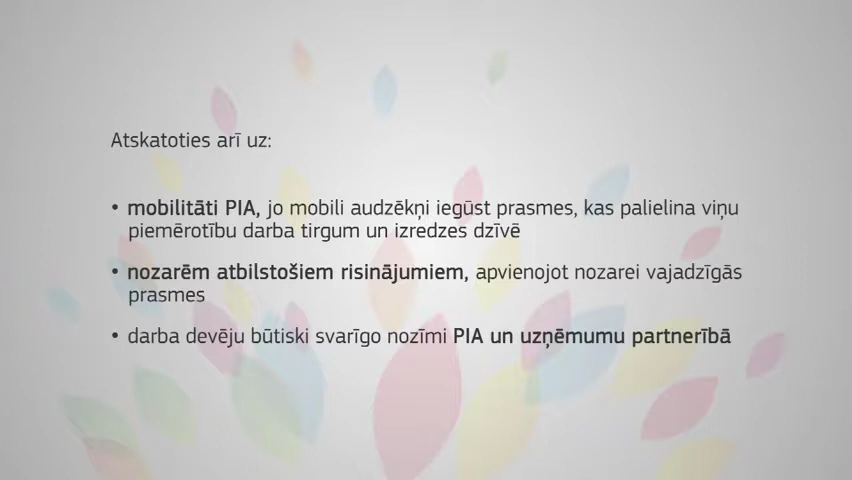 Atskatoties arī uz:
• mobilitāti PIA, jo mobili audzēkņi iegūst prasmes, kas palielina viņu
piemērotību darba tirgum un izredzes dzīvē
• nozarēm atbilstošiem risinājumiem, apvienojot nozarei vajadzīgās
prasmes
• darba devēju būtiski svarīgo nozīmi PIA un uzņēmumu partnerībā